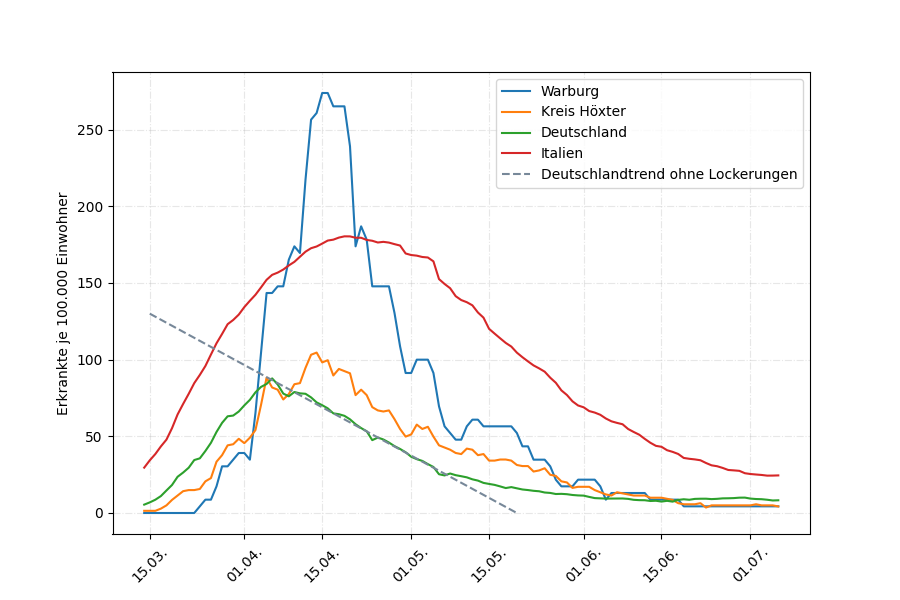 Warburg
Kreis Höxter
Deutschland
Italien
Deutschlandtrend ohne Lockerungen
Erkrankte je 100.000 Einwohner
250
200
150
100
50
0
15.03.
01.04.
15.04.
01.05.
15.05.
01.06.
15.06.
01.07.